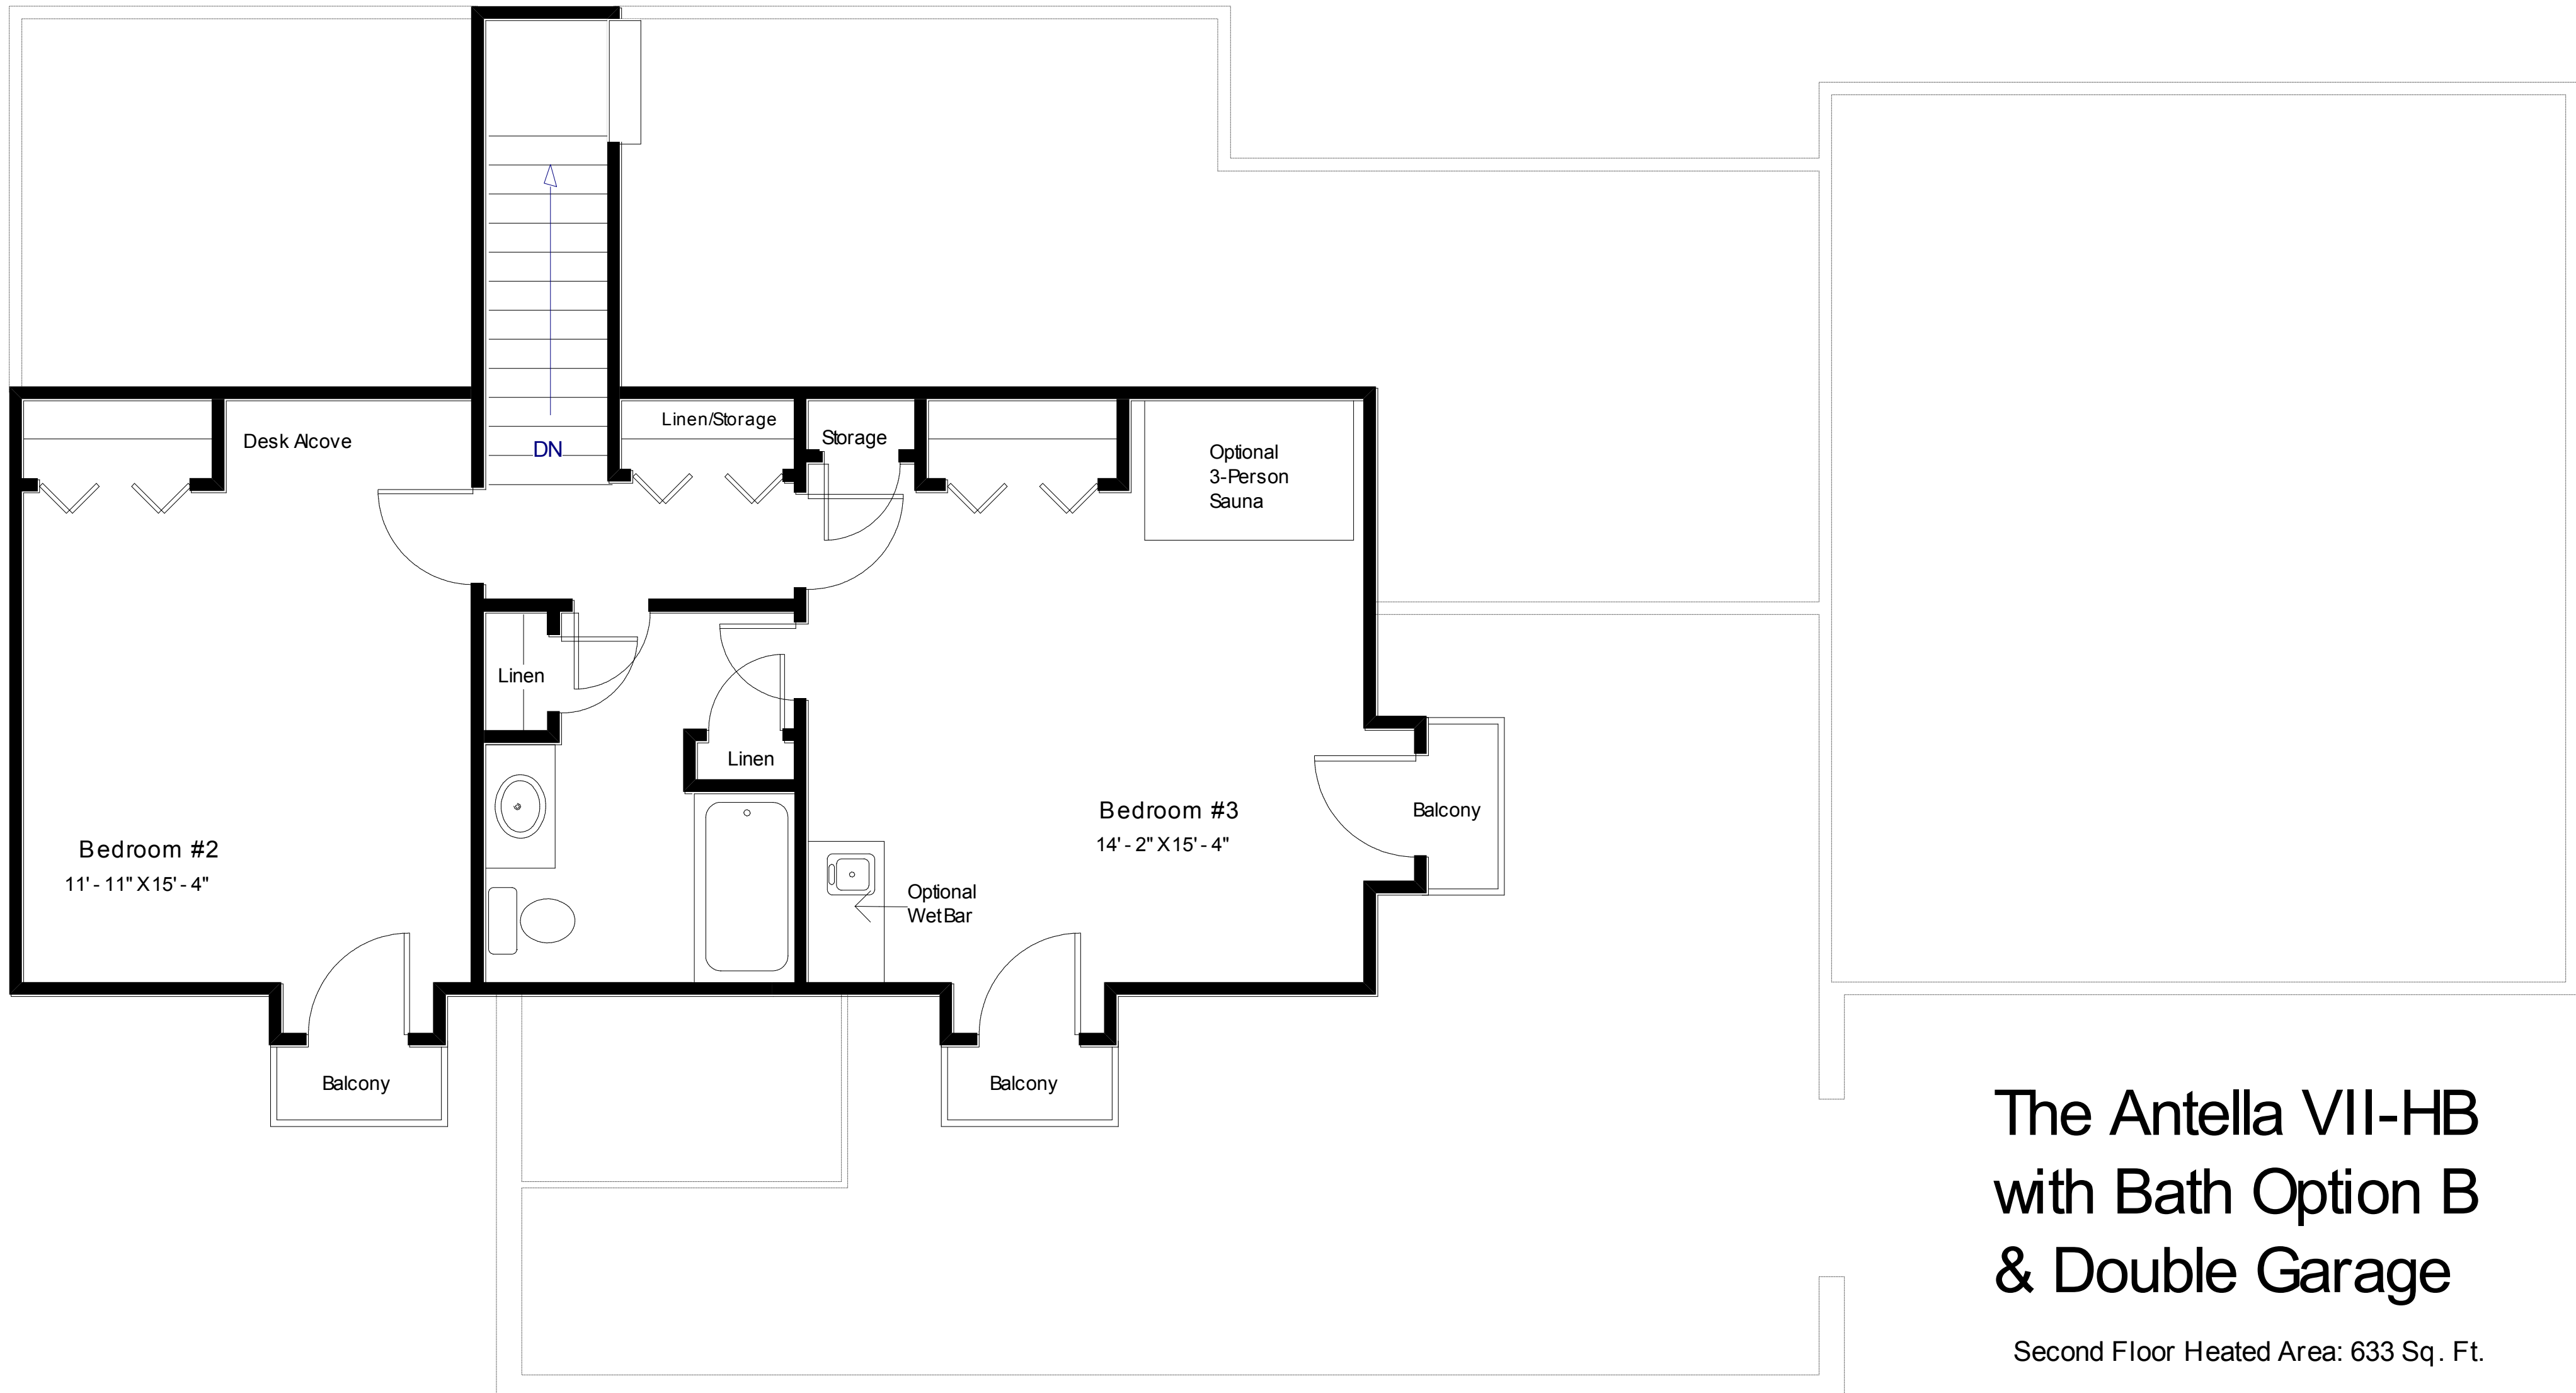 Desk Alcove
DN
Linen/Storage
Storage
Optional
3-Person
Sauna
Linen
Linen
Bedroom #2
11' - 11" X 15' - 4"
Bedroom #3
14' - 2" X 15' - 4"
Balcony
Optional
Wet Bar
Balcony
Balcony
The Antella VII-HB
with Bath Option B
& Double Garage
Second Floor Heated Area: 633 Sq. Ft.